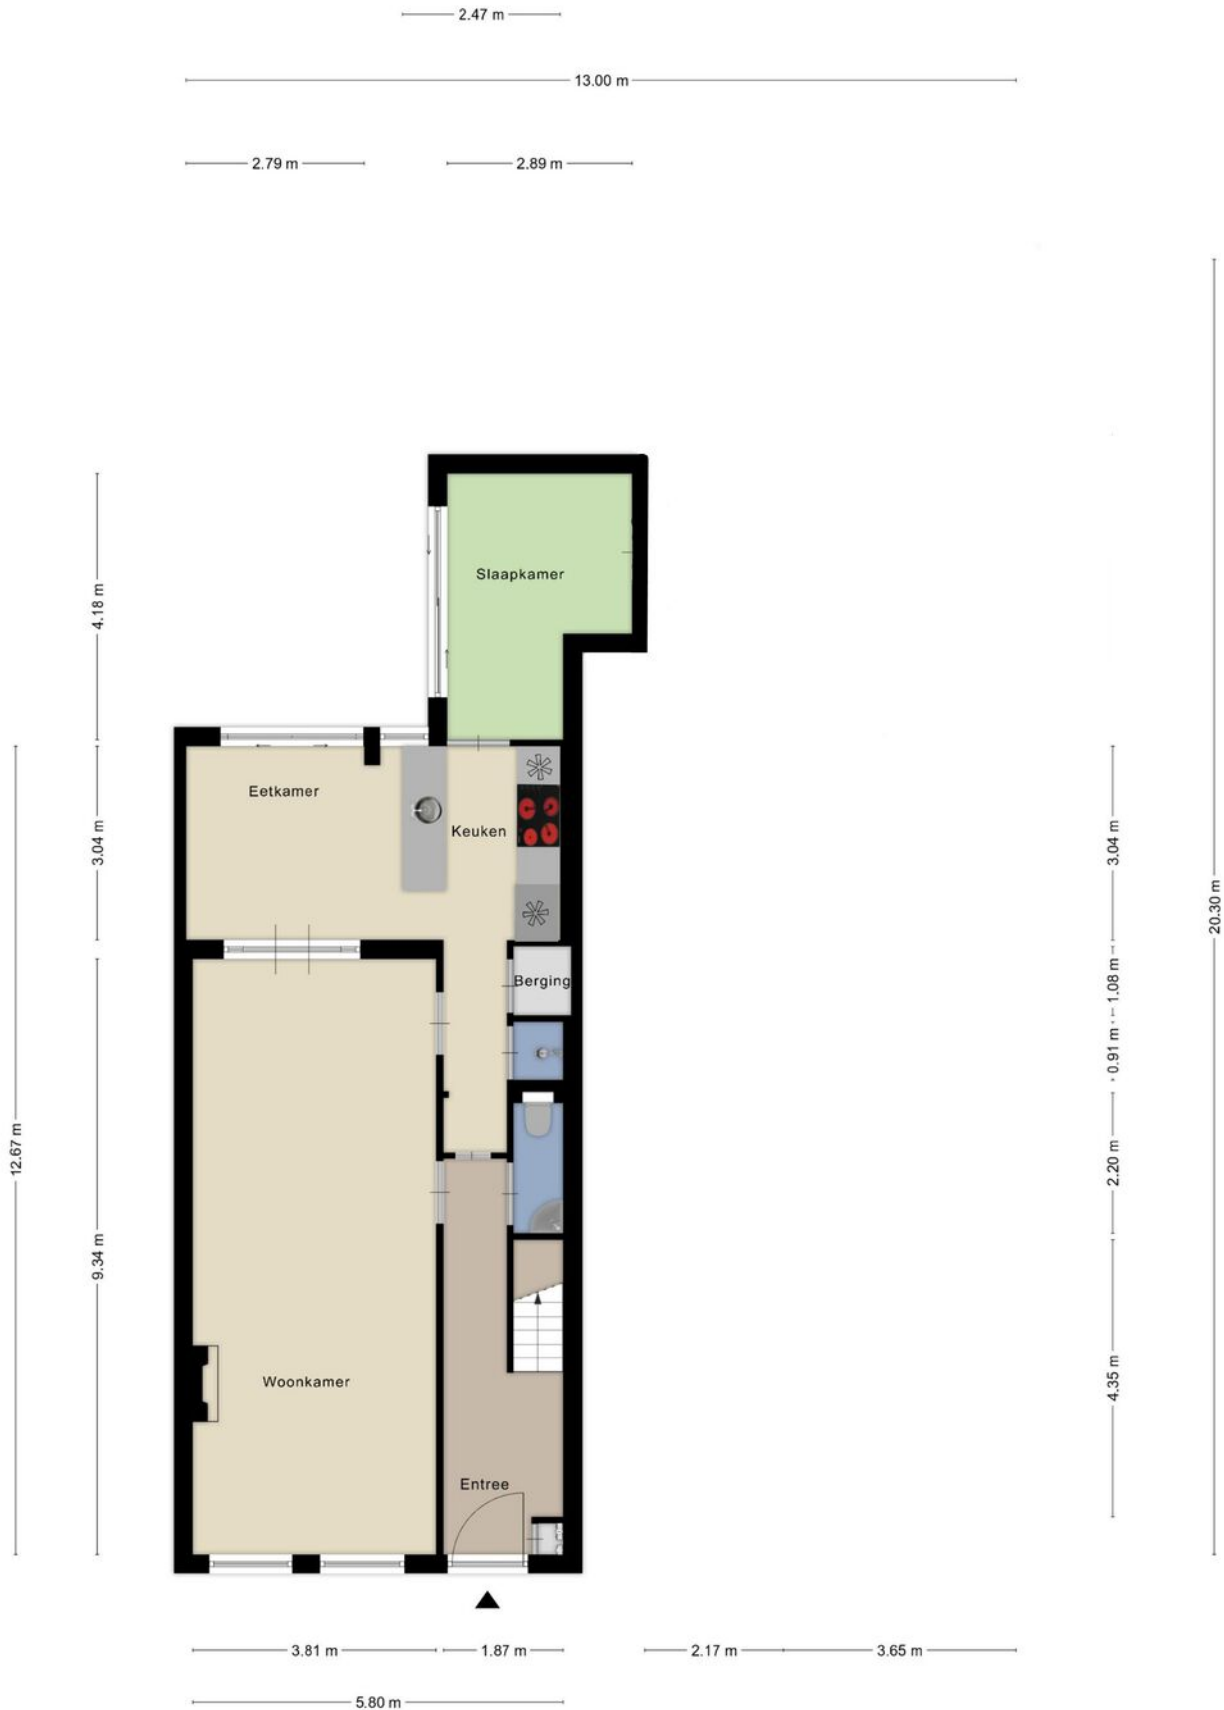 2.47 m
13.00 m
2.79 m
2.89 m
Slaapkamer
4.18 m
Eetkamer
Keuken
3.04 m
3.04 m
20.30 m
Berging
1.08 m
0.91 m
12.67 m
2.20 m
9.34 m
Woonkamer
4.35 m
Entree
3.81 m
1.87 m
2.17 m
3.65 m
5.80 m